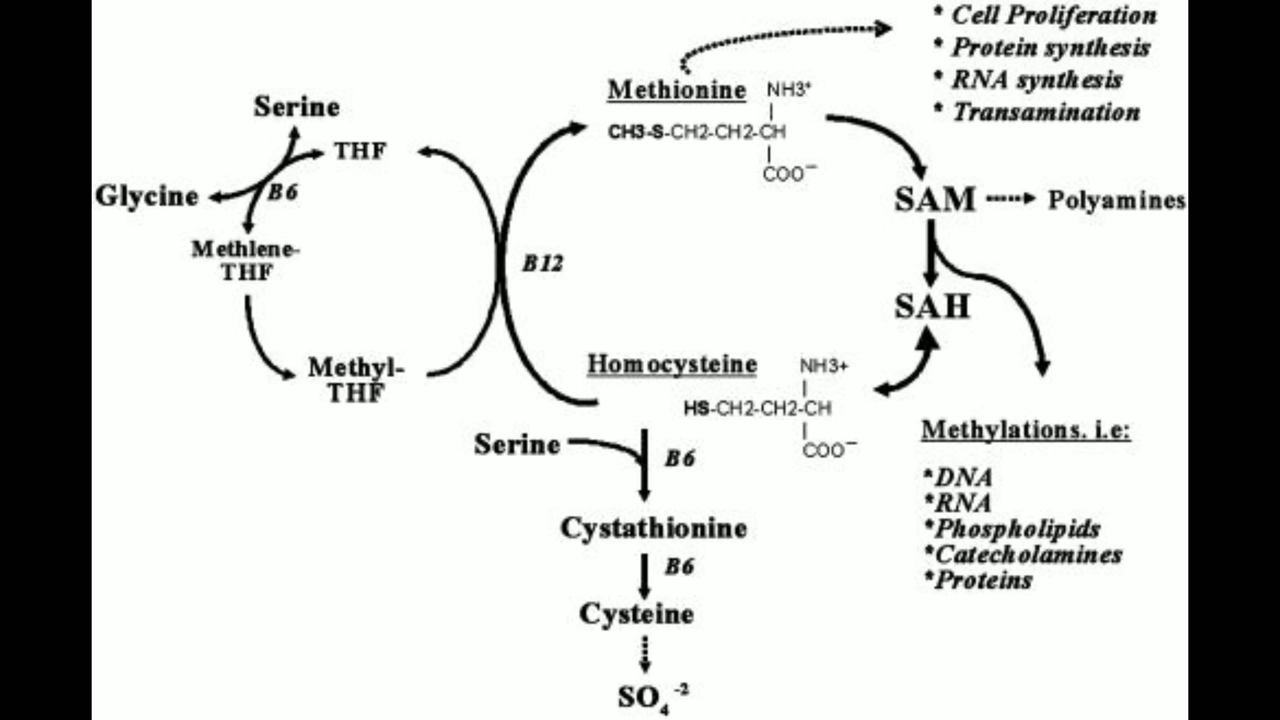 * Cell Proliferation
* Protein synthesis
* RNA synthesis
* Transamination
Methionine
NH3+
CH3-S-CH2-CH2-CH
COO−
Serine
THF
Glycine
B6
Methlene-
THF
Methyl-
THF
B12
SAM
Polyamines
SAH
Homocysteine
NH3+
HS-CH2-CH2-CH
COO−
Serine
B6
Cystathionine
B6
Cysteine
SO4 -2
Methylations. i.e:
*DNA
*RNA
*Phospholipids
*Catecholamines
*Proteins